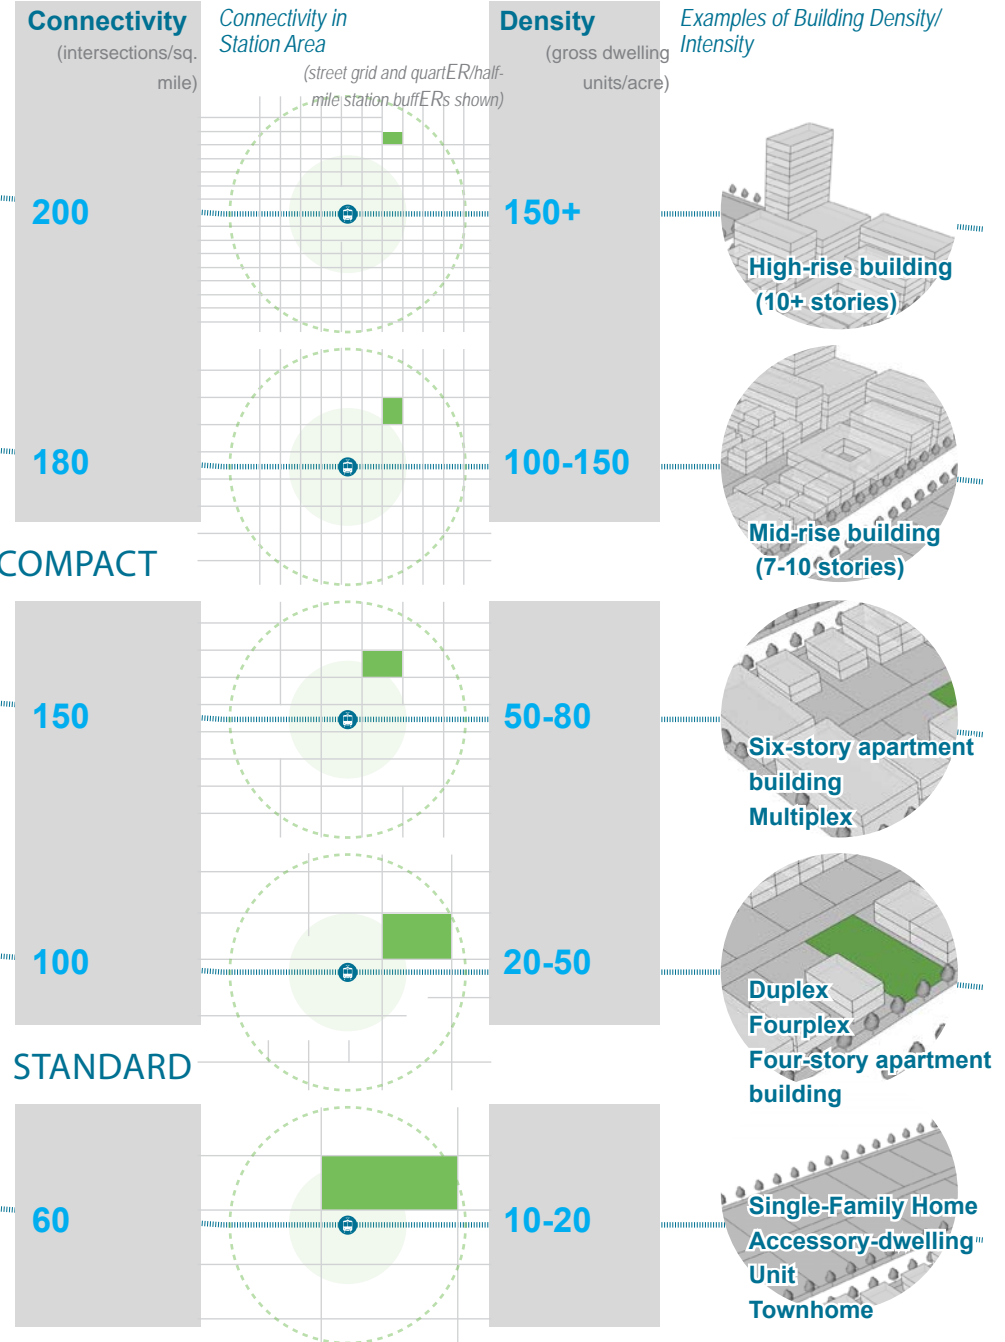 Connectivity
(intersections/sq.
mile)
Connectivity in
Station Area
(street grid and quartER/half-
mile station buffERs shown)
Density
(gross dwelling
units/acre)
Examples of Building Density/
Intensity
200
150+
High-rise building
(10+ stories)
180
100-150
Mid-rise building
(7-10 stories)
COMPACT
150
50-80
Six-story apartment
building
Multiplex
100
20-50
Duplex
Fourplex
Four-story apartment
building
STANDARD
60
10-20
Single-Family Home
Accessory-dwelling
Unit
Townhome